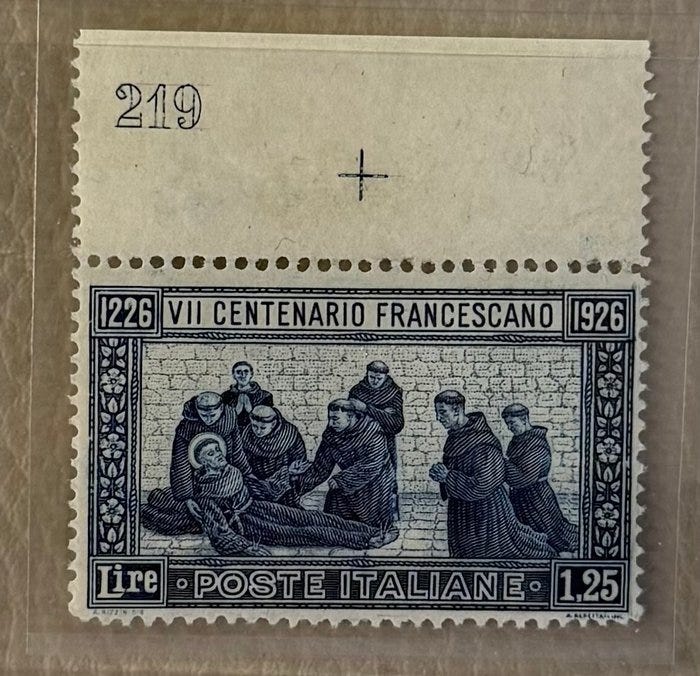 219
1226 VII CENTENARIO FRANCESCANO 1926
Lire POSTE ITALIANE 1,25